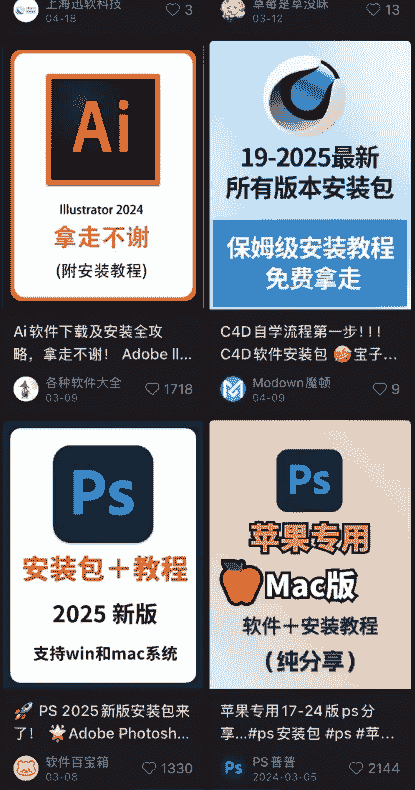 上海迅软科技
04-18
3
草莓是草没味
03-12
13
Ai
Illustrator 2024
拿走不谢
(附安装教程)
Ai软件下载及安装全攻
略，拿走不谢！ Adobe Il...
各种软件大全
03-09
1718
19-2025最新
所有版本安装包
保姆级安装教程
免费拿走
C4D自学流程第一步!!!
C4D软件安装包 宝子...
Modown魔顿
04-09
9
Ps
安装包＋教程
2025 新版
支持win和mac系统
🚀 PS 2025新版安装包来
了！ 🌟Adobe Photosh...
软件百宝箱
03-08
1330
Ps
苹果专用
Mac版
软件＋安装教程
(纯分享)
苹果专用17-24版ps分
享...#ps安装包 #ps #苹...
Ps
PS普普
2024-03-05
2144